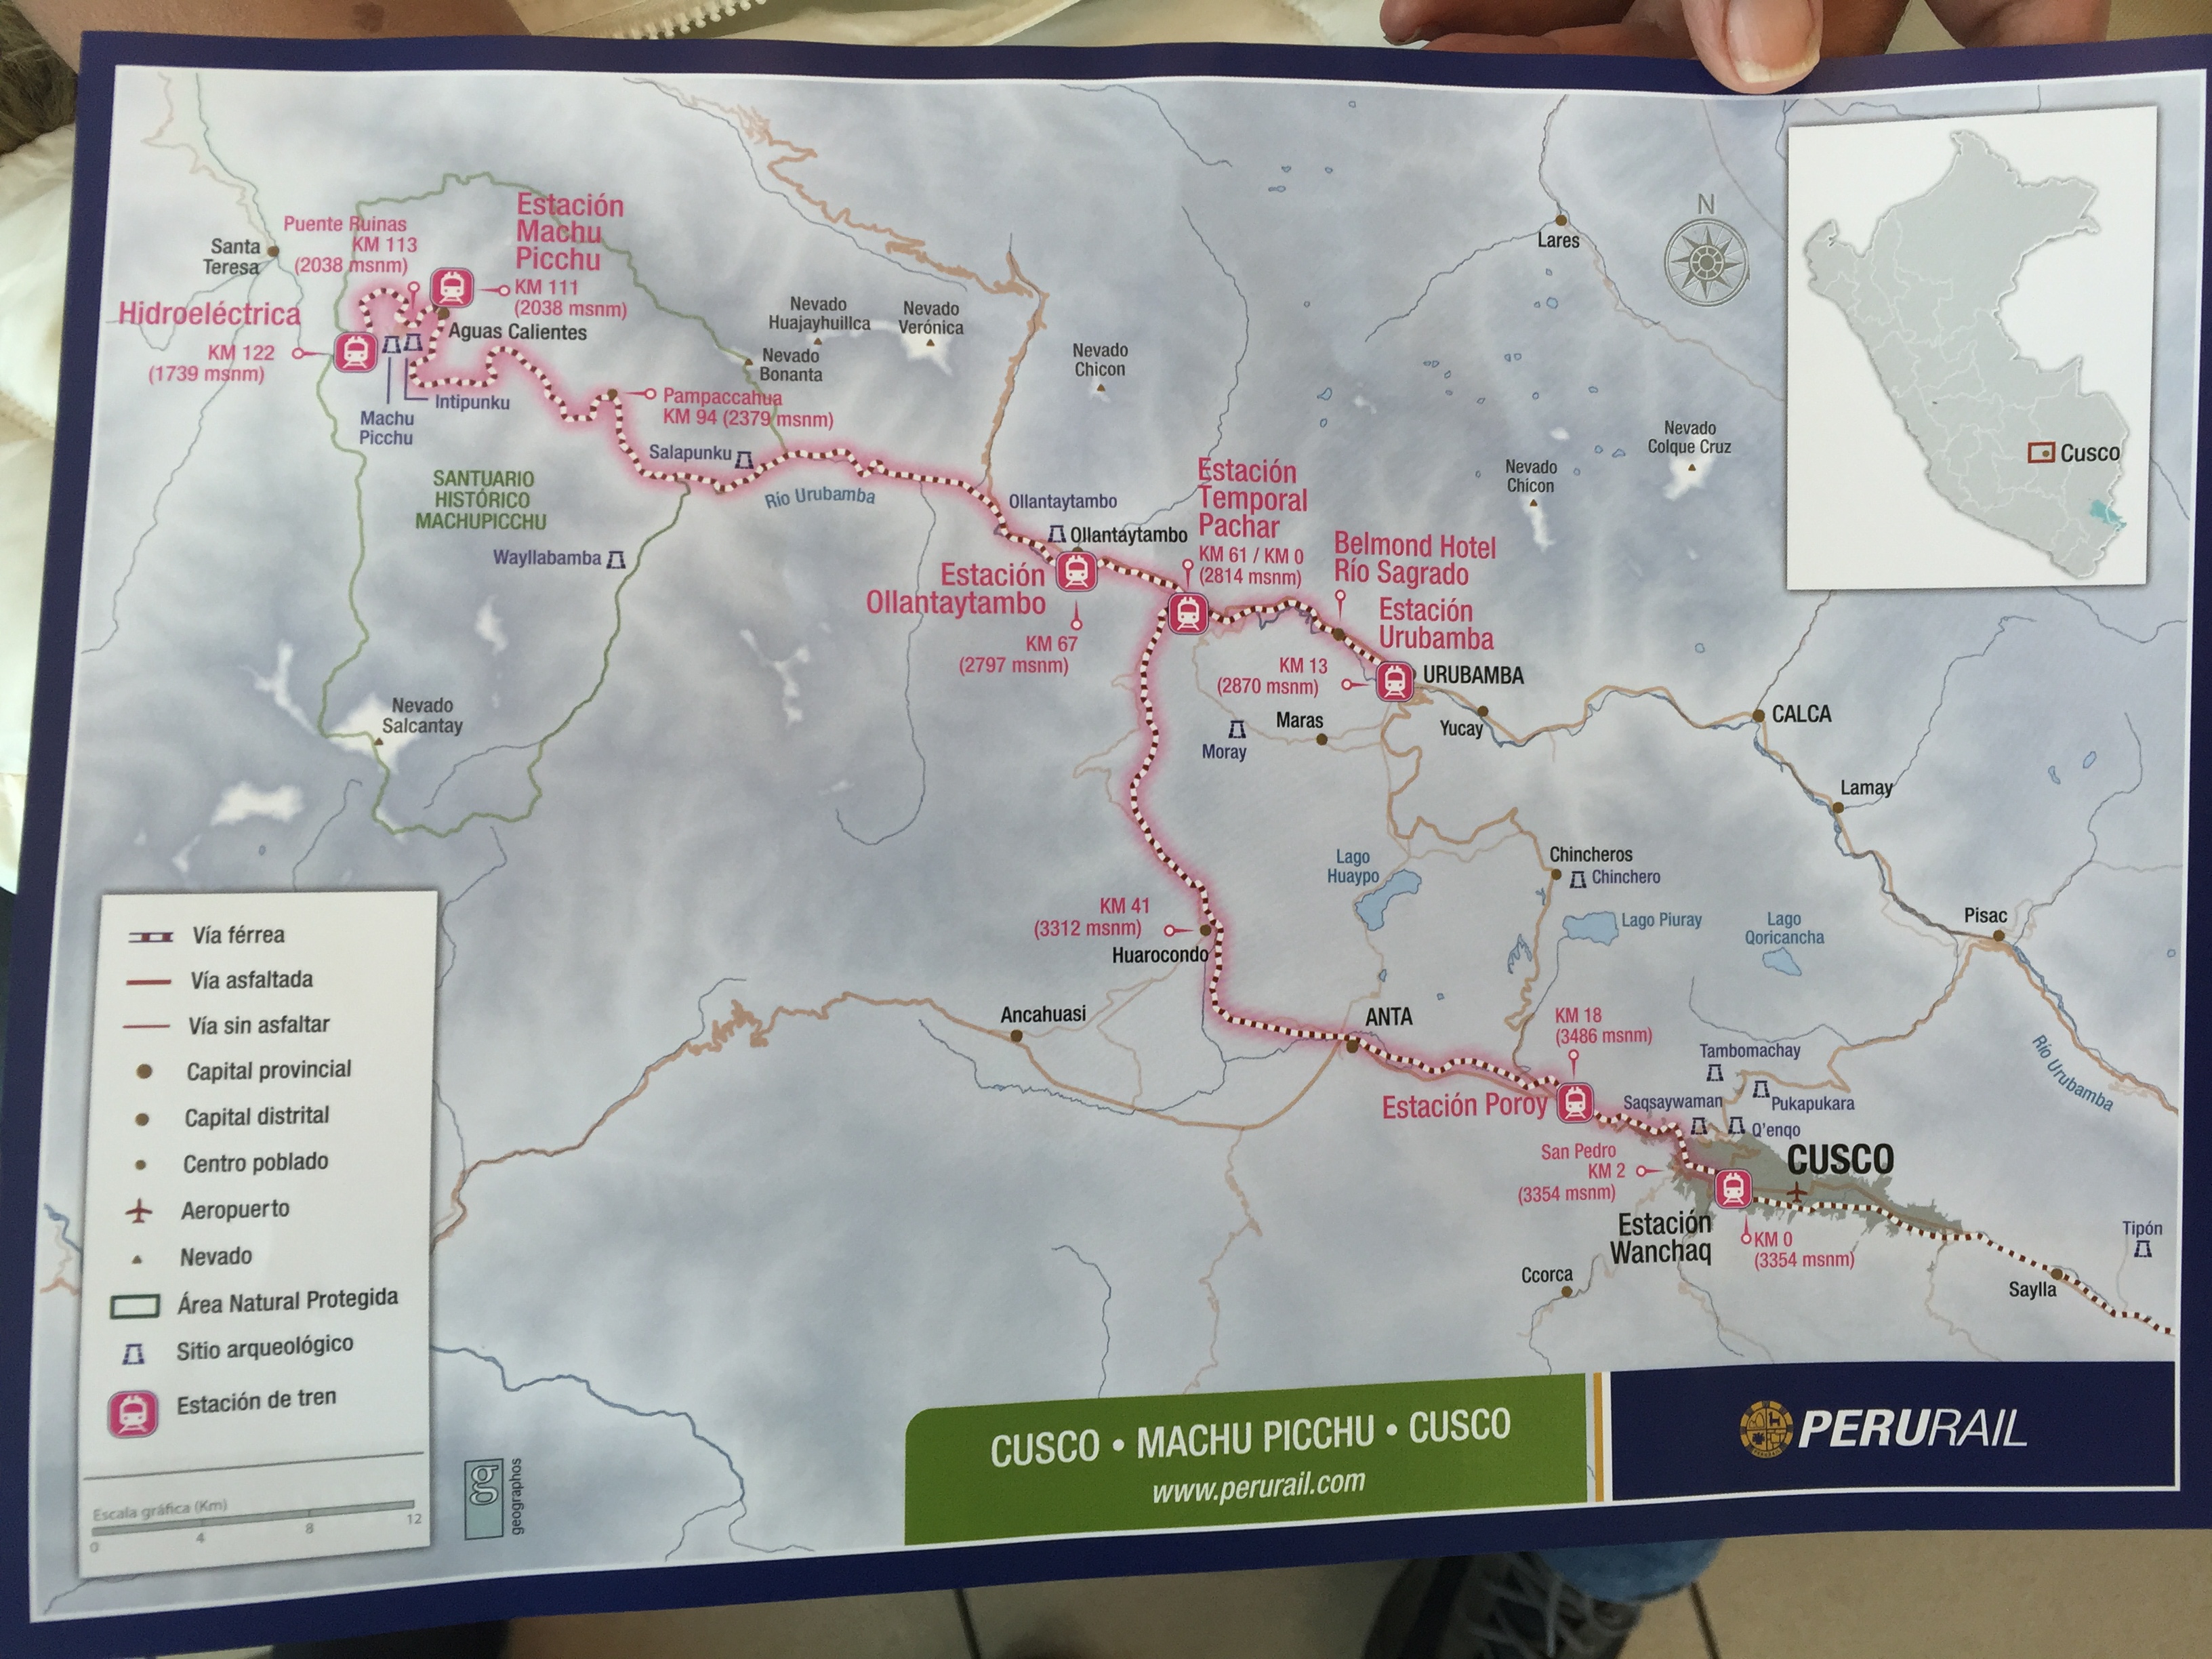 Santa
Teresa
Hidroeléctrica
KM 122
(1739 msnm)
Puente Ruinas
KM 113
(2038 msnm)
Estación
Machu
Picchu
KM 111
(2038 msnm)
Aguas Calientes
Machu
Picchu
Intipunku
SANTUARIO
HISTÓRICO
MACHUPICCHU
Wayllabamba
Nevado
Salcantay
Pampaccahua
KM 94 (2379 msnm)
Salapunku
Río Urubamba
Nevado
Bonanta
Nevado
Huajayhuillca
Nevado
Verónica
Nevado
Chicon
Estación
Ollantaytambo
KM 67
(2797 msnm)
Ollantaytambo
Ollantaytambo
Estación
Temporal
Pachar
KM 61 / KM 0
(2814 msnm)
Belmond Hotel
Río Sagrado
Estación
Urubamba
KM 13
(2870 msnm)
URUBAMBA
Yucay
Moray
Maras
Ancahuasi
KM 41
(3312 msnm)
Huarocondo
Lago
Huaypo
ANTA
Estación Poroy
KM 18
(3486 msnm)
Chincheros
Chinchero
Lago Piuray
Lares
Nevado
Chicon
Nevado
Colque Cruz
N
CALCA
Lamay
Pisac
Río Urubamba
Lago
Qoricancha
Ccorca
San Pedro
KM 2
(3354 msnm)
Estación
Wanchaq
KM 0
(3354 msnm)
Saqsaywaman
Q'enqo
Pukapukara
Tambomachay
CUSCO
Saylla
Tipón
Cusco
Vía férrea
Vía asfaltada
Vía sin asfaltar
Capital provincial
Capital distrital
Centro poblado
Aeropuerto
Nevado
Área Natural Protegida
Sitio arqueológico
Estación de tren
Escala gráfica (Km)
0 4 8 12
g
geographos
CUSCO • MACHU PICCHU • CUSCO
www.perurail.com
PERURAIL